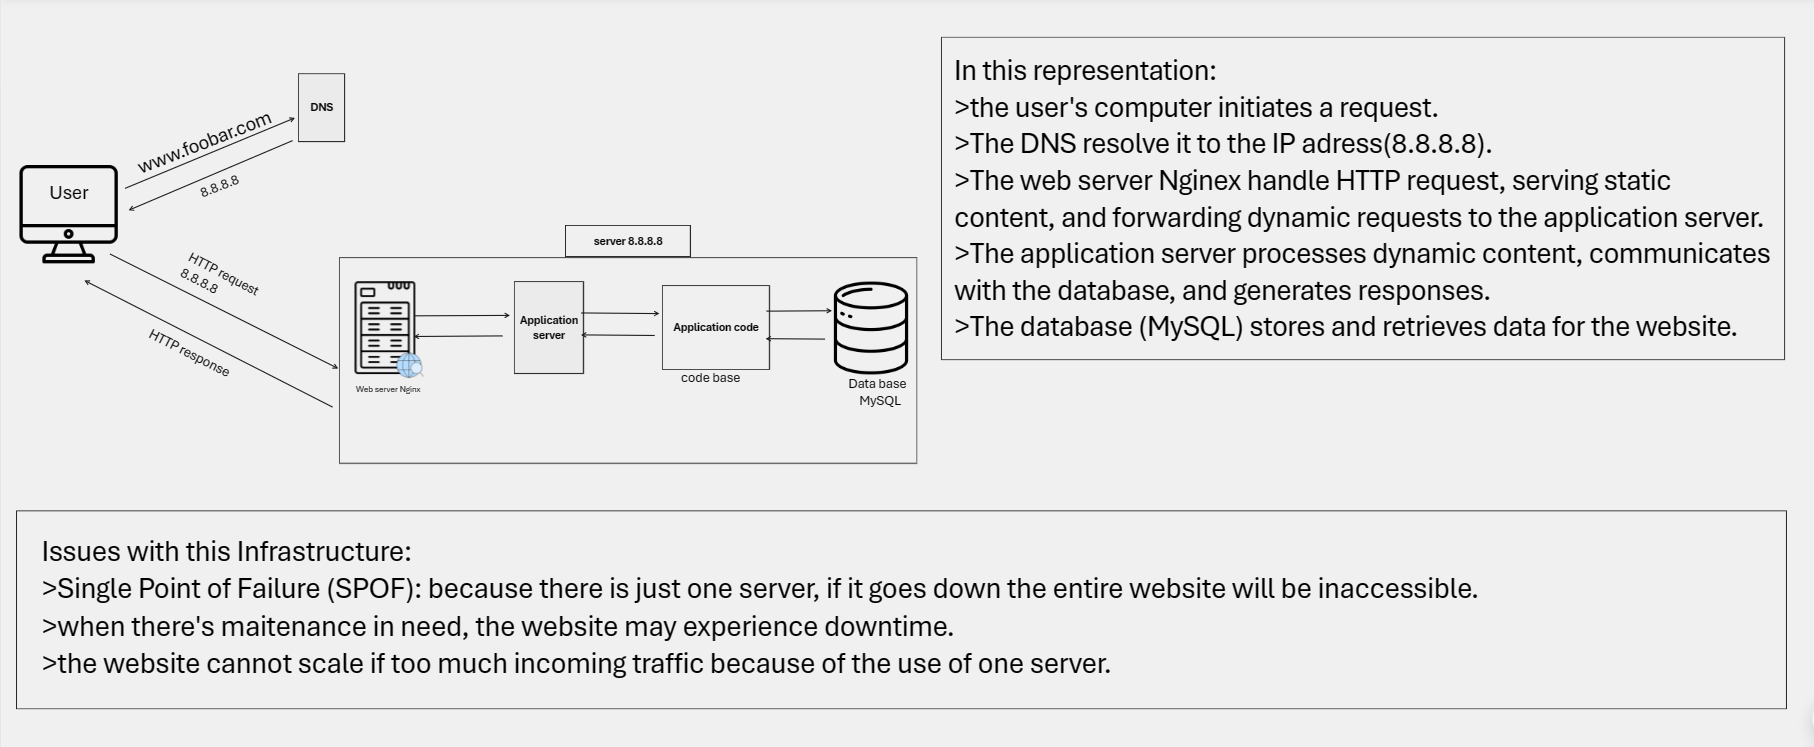 DNS
www.foobar.com
8.8.8.8
User
HTTP request
8.8.8.8
HTTP response
server 8.8.8.8
Web server Nginx
Application
server
Application code
code base
Data base
MySQL
In this representation:
>the user's computer initiates a request.
>The DNS resolve it to the IP adress(8.8.8.8).
>The web server Nginex handle HTTP request, serving static
content, and forwarding dynamic requests to the application server.
>The application server processes dynamic content, communicates
with the database, and generates responses.
>The database (MySQL) stores and retrieves data for the website.
Issues with this Infrastructure:
>Single Point of Failure (SPOF): because there is just one server, if it goes down the entire website will be inaccessible.
>when there's maitenance in need, the website may experience downtime.
>the website cannot scale if too much incoming traffic because of the use of one server.